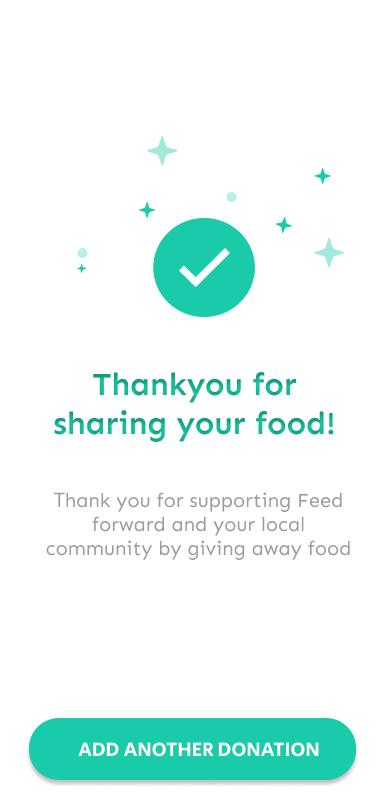 Thankyou for
sharing your food!
Thank you for supporting Feed
forward and your local
community by giving away food
ADD ANOTHER DONATION